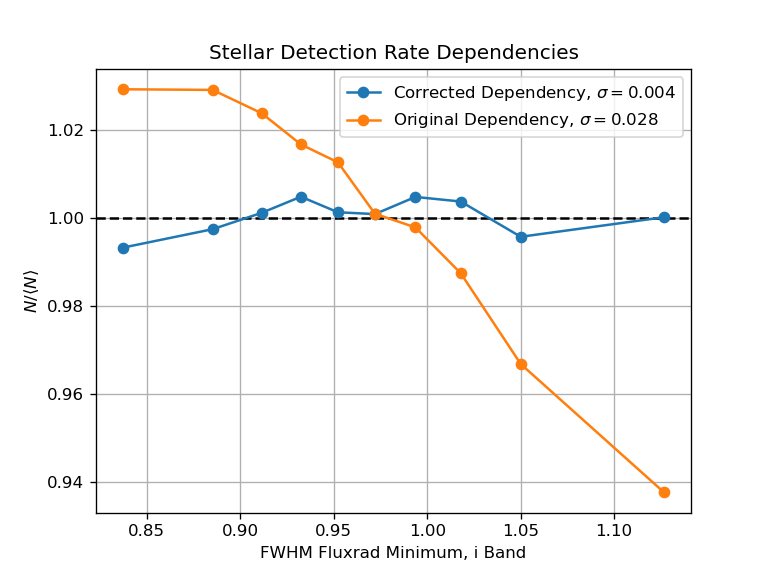 Stellar Detection Rate Dependencies
Corrected Dependency, σ = 0.004
Original Dependency, σ = 0.028
N/⟨N⟩
1.02
1.00
0.98
0.96
0.94
0.85 0.90 0.95 1.00 1.05 1.10
FWHM Fluxrad Minimum, i Band